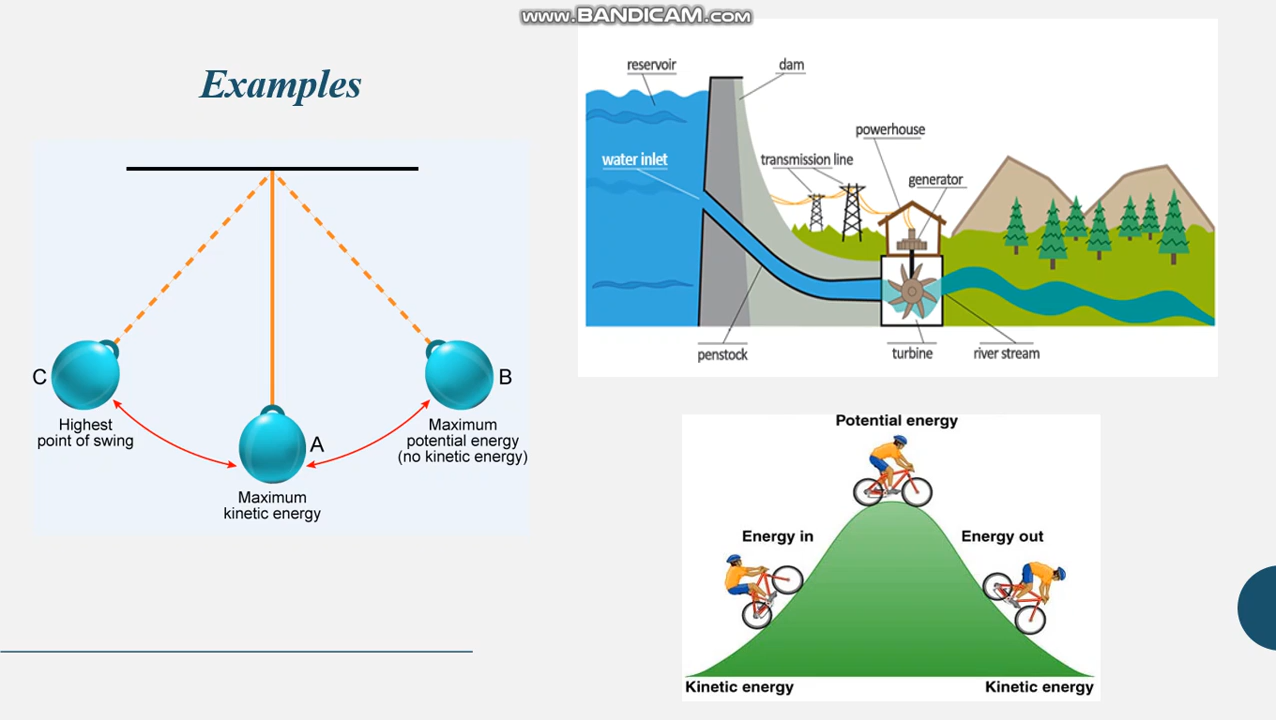 www.BANDICAM.com
Examples
C
Highest
point of swing
A
Maximum
kinetic energy
B
Maximum
potential energy
(no kinetic energy)
reservoir
dam
water inlet
transmission line
powerhouse
generator
penstock
turbine
river stream
Potential energy
Energy in
Energy out
Kinetic energy
Kinetic energy